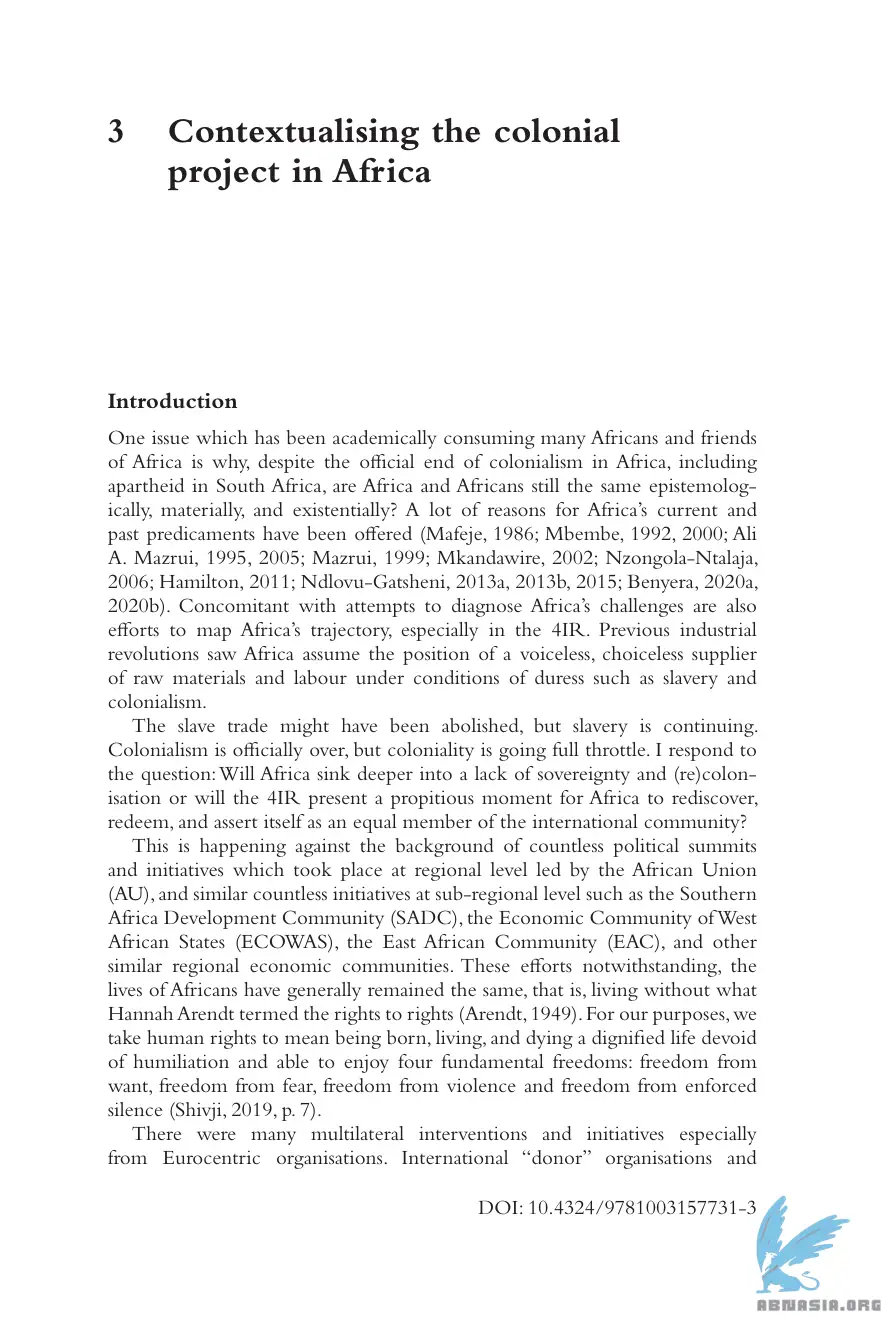 3 Contextualising the colonial
project in Africa
Introduction
One issue which has been academically consuming many Africans and friends
of Africa is why, despite the official end of colonialism in Africa, including
apartheid in South Africa, are Africa and Africans still the same epistemolog-
ically, materially, and existentially? A lot of reasons for Africa’s current and
past predicaments have been offered (Mafeje, 1986; Mbembe, 1992, 2000; Ali
A. Mazrui, 1995, 2005; Mazrui, 1999; Mkandawire, 2002; Nzongola-Ntalaja,
2006; Hamilton, 2011; Ndlovu-Gatsheni, 2013a, 2013b, 2015; Benyera, 2020a,
2020b). Concomitant with attempts to diagnose Africa’s challenges are also
efforts to map Africa’s trajectory, especially in the 4IR. Previous industrial
revolutions saw Africa assume the position of a voiceless, choiceless supplier
of raw materials and labour under conditions of duress such as slavery and
colonialism.
The slave trade might have been abolished, but slavery is continuing.
Colonialism is officially over, but coloniality is going full throttle. I respond to
the question: Will Africa sink deeper into a lack of sovereignty and (re)colon-
isation or will the 4IR present a propitious moment for Africa to rediscover,
redeem, and assert itself as an equal member of the international community?
This is happening against the background of countless political summits
and initiatives which took place at regional level led by the African Union
(AU), and similar countless initiatives at sub-regional level such as the Southern
Africa Development Community (SADC), the Economic Community of West
African States (ECOWAS), the East African Community (EAC), and other
similar regional economic communities. These efforts notwithstanding, the
lives of Africans have generally remained the same, that is, living without what
Hannah Arendt termed the rights to rights (Arendt, 1949). For our purposes, we
take human rights to mean being born, living, and dying a dignified life devoid
of humiliation and able to enjoy four fundamental freedoms: freedom from
want, freedom from fear, freedom from violence and freedom from enforced
silence (Shivji, 2019, p. 7).
There were many multilateral interventions and initiatives especially
from Eurocentric organisations. International “donor” organisations and
DOI: 10.4324/9781003157731-3
ABNASIA.ORG